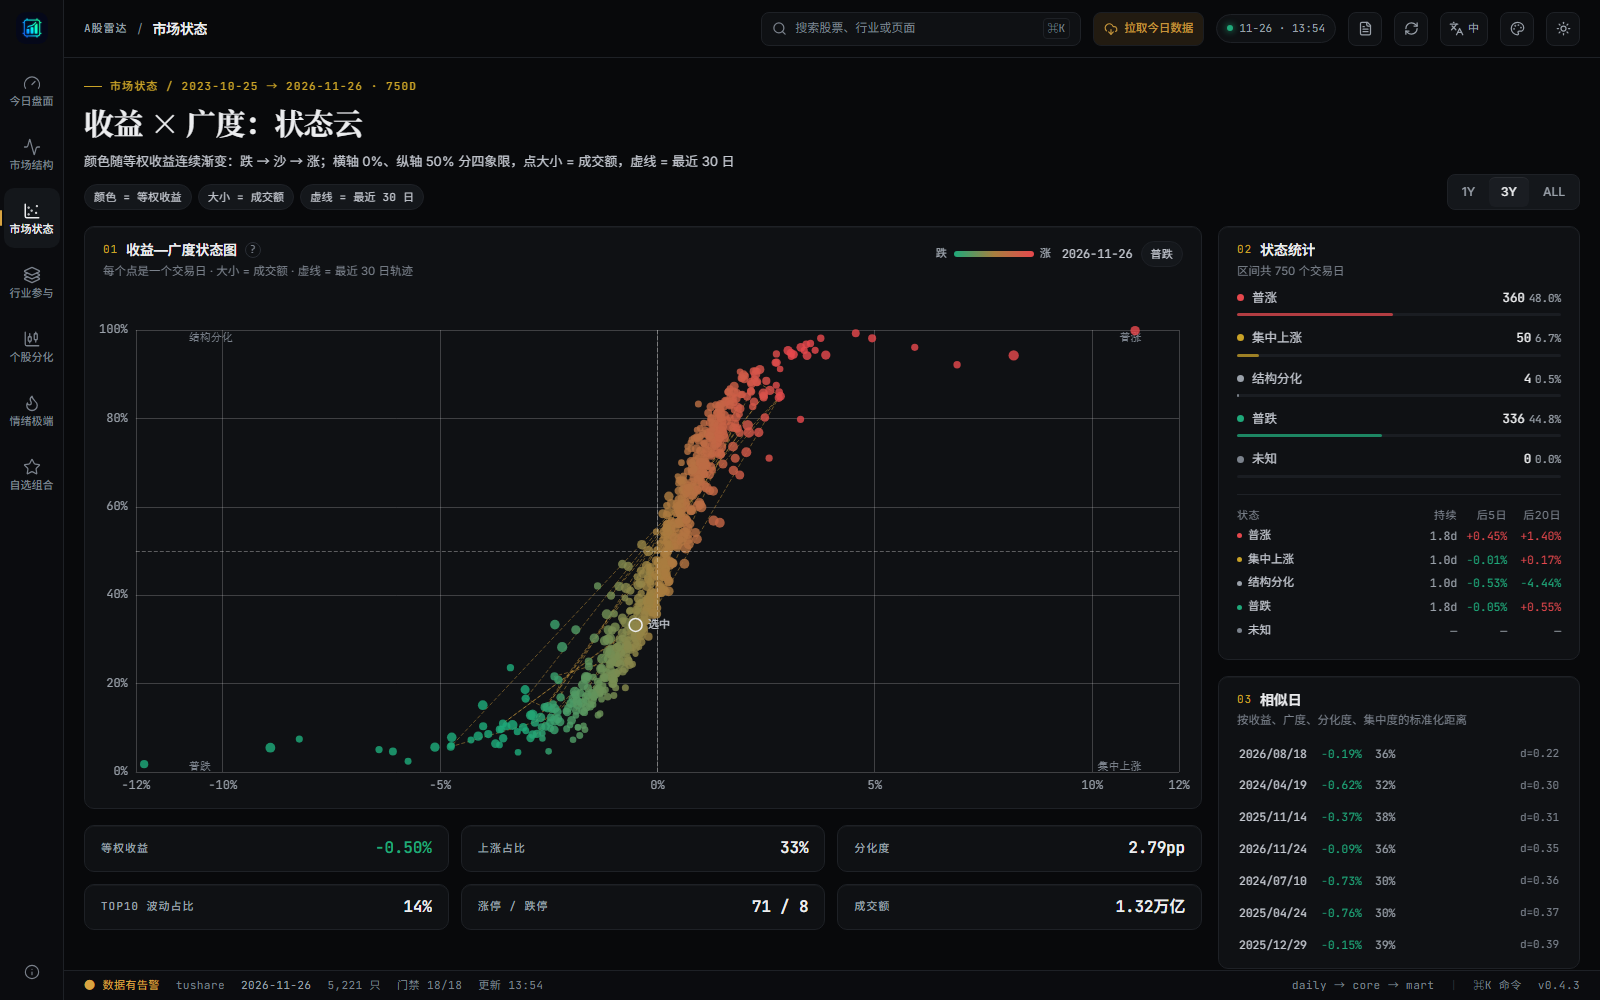 A股雷达 / 市场状态
搜索股票、行业或页面 ⌘K
拉取今日数据
11-26 · 13:54
中
今日盘面
市场结构
市场状态
行业参与
个股分化
情绪极端
自选组合
市场状态 / 2023-10-25 → 2026-11-26 · 750D
收益 × 广度：状态云
颜色随等权收益连续渐变：跌 → 沙 → 涨；横轴 0%、纵轴 50% 分四象限，点大小 = 成交额，虚线 = 最近 30 日
颜色 = 等权收益
大小 = 成交额
虚线 = 最近 30 日
1Y 3Y ALL
01 收益—广度状态图 ?
每个点是一个交易日 · 大小 = 成交额 · 虚线 = 最近 30 日轨迹
跌 涨 2026-11-26 普跌
100%
80%
60%
40%
20%
0%
结构分化
普涨
选中
普跌
集中上涨
-12% -10% -5% 0% 5% 10% 12%
等权收益 -0.50%
上涨占比 33%
分化度 2.79pp
TOP10 波动占比 14%
涨停 / 跌停 71 / 8
成交额 1.32万亿
02 状态统计
区间共 750 个交易日
普涨 360 48.0%
集中上涨 50 6.7%
结构分化 4 0.5%
普跌 336 44.8%
未知 0 0.0%
状态 持续 后5日 后20日
普涨 1.8d +0.45% +1.40%
集中上涨 1.0d -0.01% +0.17%
结构分化 1.0d -0.53% -4.44%
普跌 1.8d -0.05% +0.55%
未知 — — —
03 相似日
按收益、广度、分化度、集中度的标准化距离
2026/08/18 -0.19% 36% d=0.22
2024/04/19 -0.62% 32% d=0.30
2025/11/14 -0.37% 38% d=0.31
2026/11/24 -0.09% 36% d=0.35
2024/07/10 -0.73% 30% d=0.36
2025/04/24 -0.76% 30% d=0.37
2025/12/29 -0.15% 39% d=0.39
数据有告警 tushare 2026-11-26 5,221 只 门禁 18/18 更新 13:54
daily → core → mart ⌘K 命令 v0.4.3